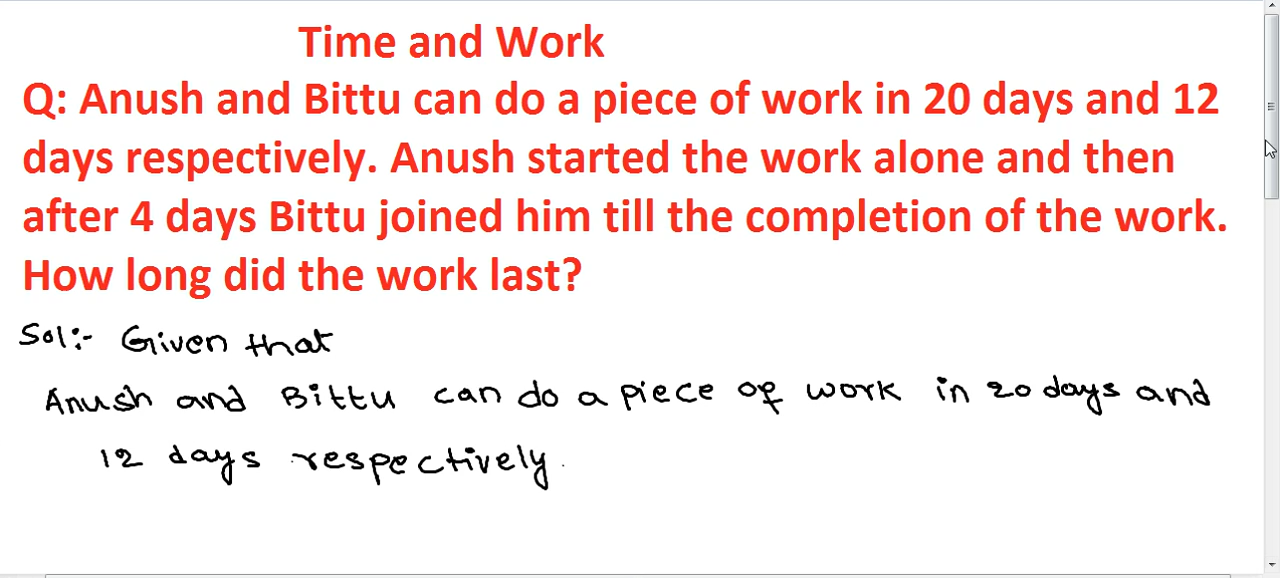 Time and Work
Q: Anush and Bittu can do a piece of work in 20 days and 12
days respectively. Anush started the work alone and then
after 4 days Bittu joined him till the completion of the work.
How long did the work last?
Sol:- Given that
Anush and Bittu can do a piece of work in 20 days and
12 days respectively.